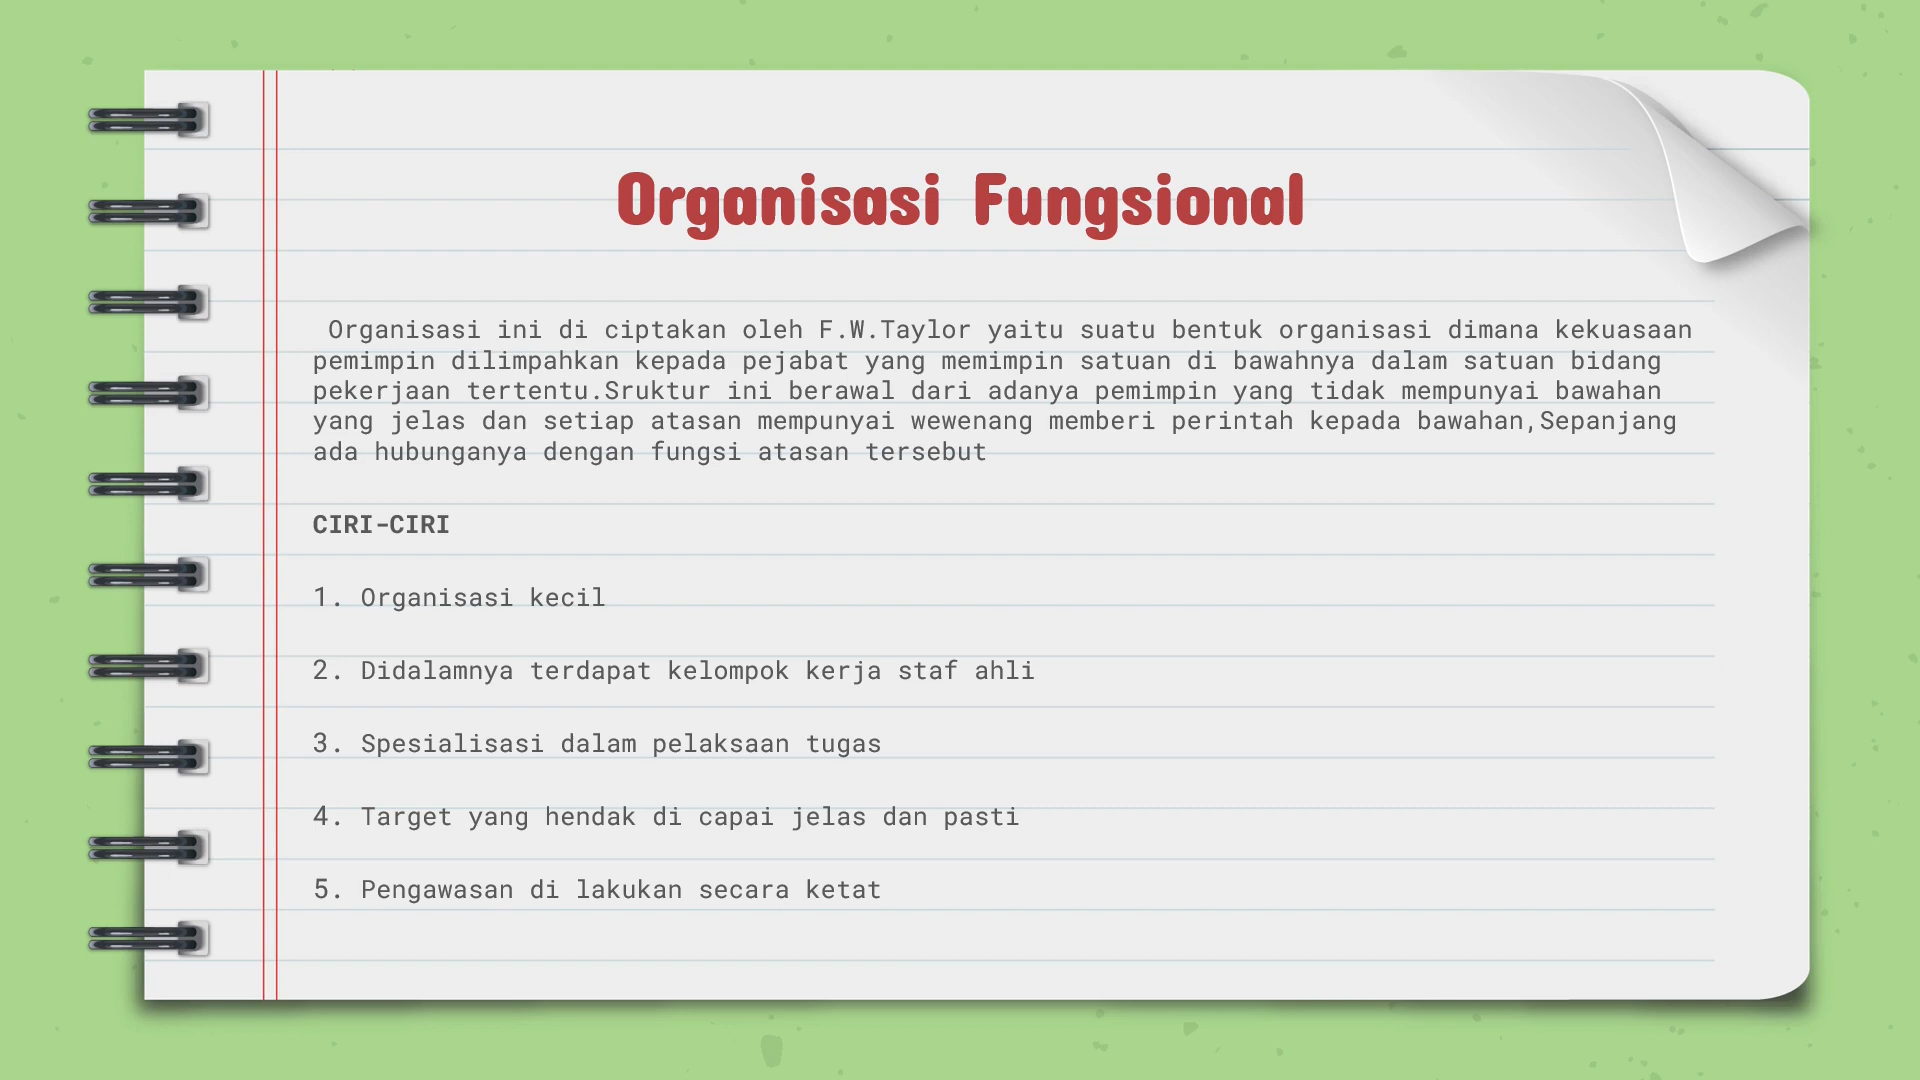 Organisasi Fungsional
Organisasi ini di ciptakan oleh F.W.Taylor yaitu suatu bentuk organisasi dimana kekuasaan
pemimpin dilimpahkan kepada pejabat yang memimpin satuan di bawahnya dalam satuan bidang
pekerjaan tertentu.Sruktur ini berawal dari adanya pemimpin yang tidak mempunyai bawahan
yang jelas dan setiap atasan mempunyai wewenang memberi perintah kepada bawahan,Sepanjang
ada hubunganya dengan fungsi atasan tersebut
CIRI-CIRI
1. Organisasi kecil
2. Didalamnya terdapat kelompok kerja staf ahli
3. Spesialisasi dalam pelaksaan tugas
4. Target yang hendak di capai jelas dan pasti
5. Pengawasan di lakukan secara ketat